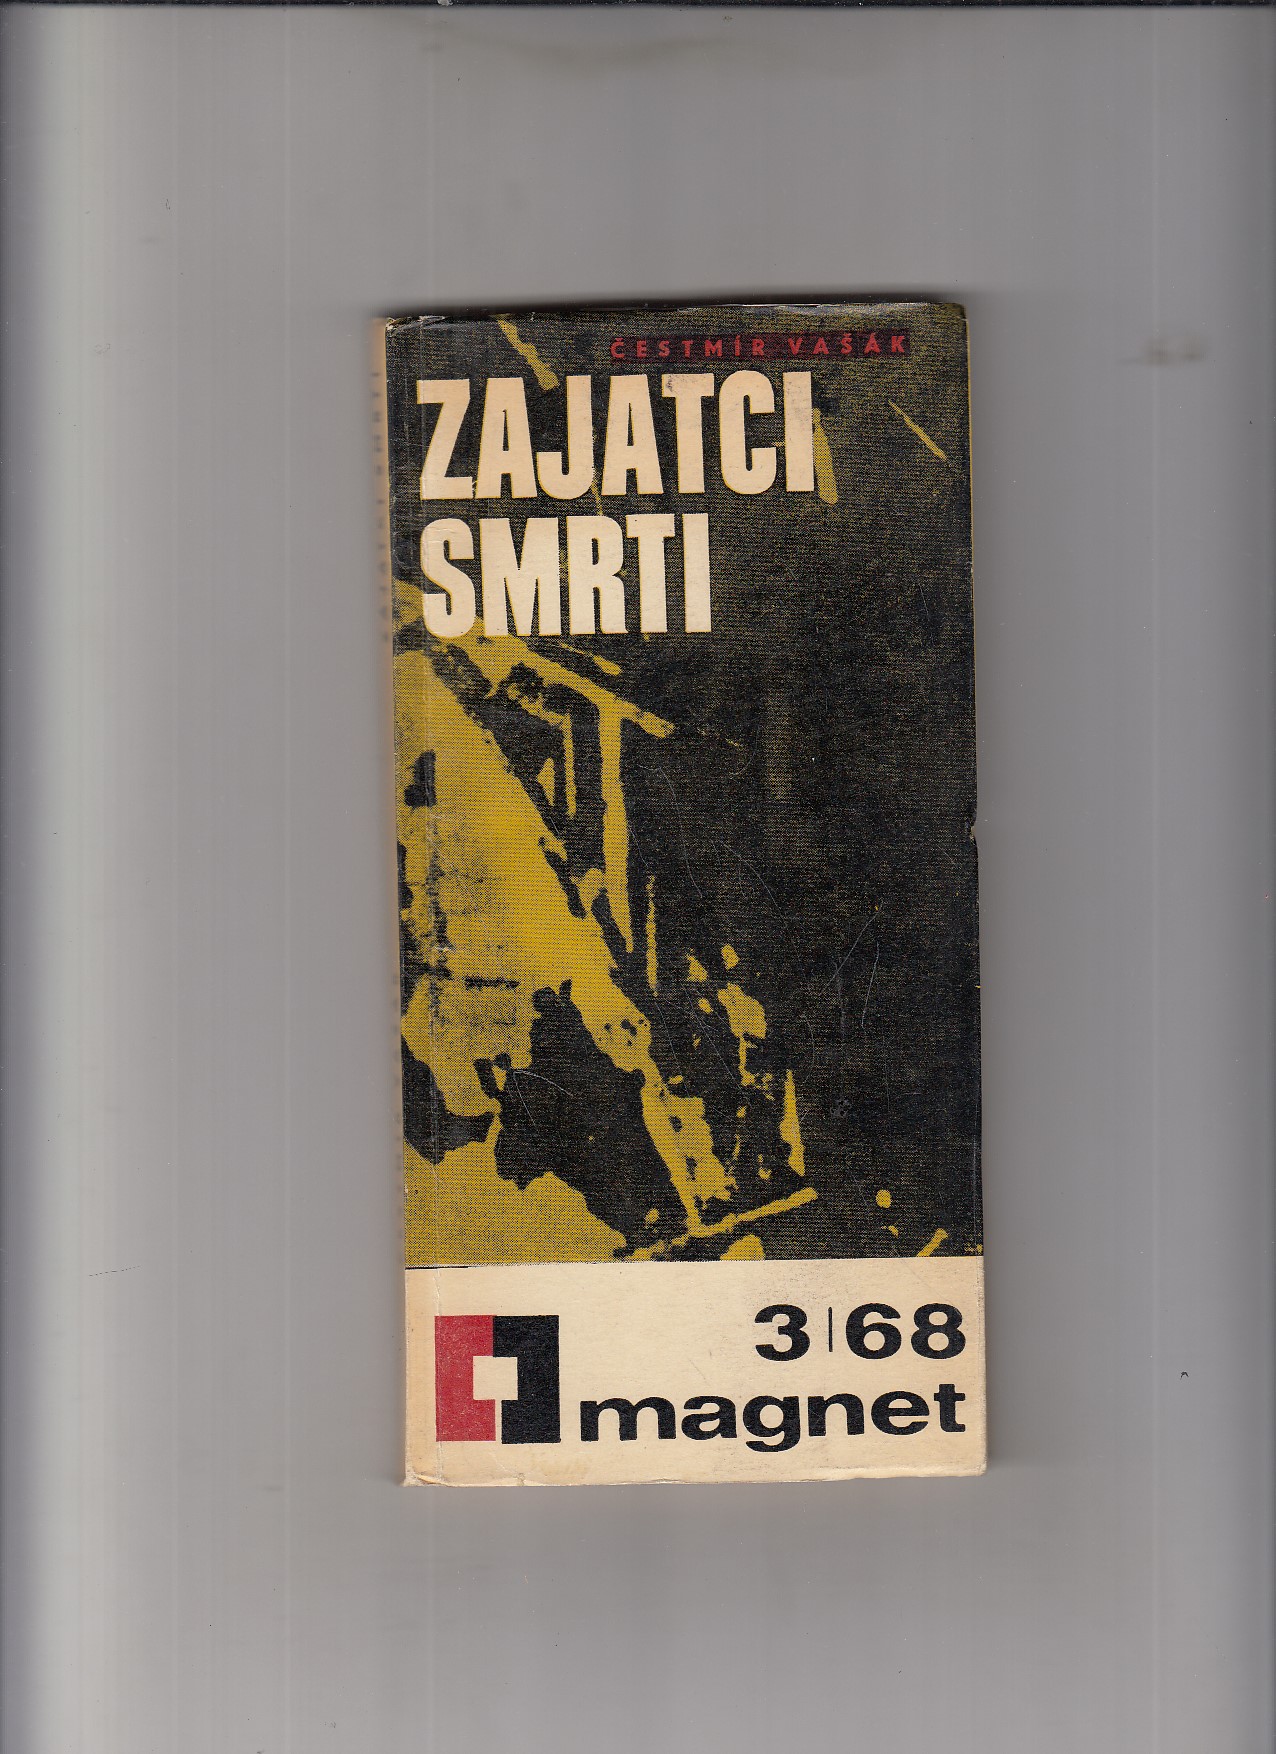 ČESTMÍR VAŠÁK
ZAJATCI
SMRTI
3|68
magnet